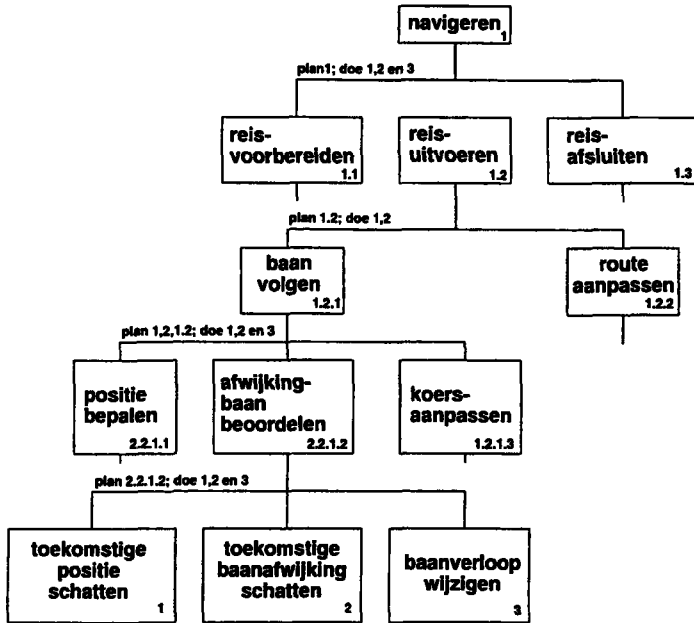 navigeren
1
plan1; doe 1,2 en 3
reis-
voorbereiden
1.1
reis-
uitvoeren
1.2
reis-
afsluiten
1.3
plan 1.2; doe 1,2
baan
volgen
1.2.1
route
aanpassen
1.2.2
plan 1,2,1.2; doe 1,2 en 3
positie
bepalen
2.2.1.1
afwijking-
baan
beoordelen
2.2.1.2
koers-
aanpassen
1.2.1.3
plan 2.2.1.2; doe 1,2 en 3
toekomstige
positie
schatten
1
toekomstige
baanafwijking
schatten
2
baanverloop
wijzigen
3